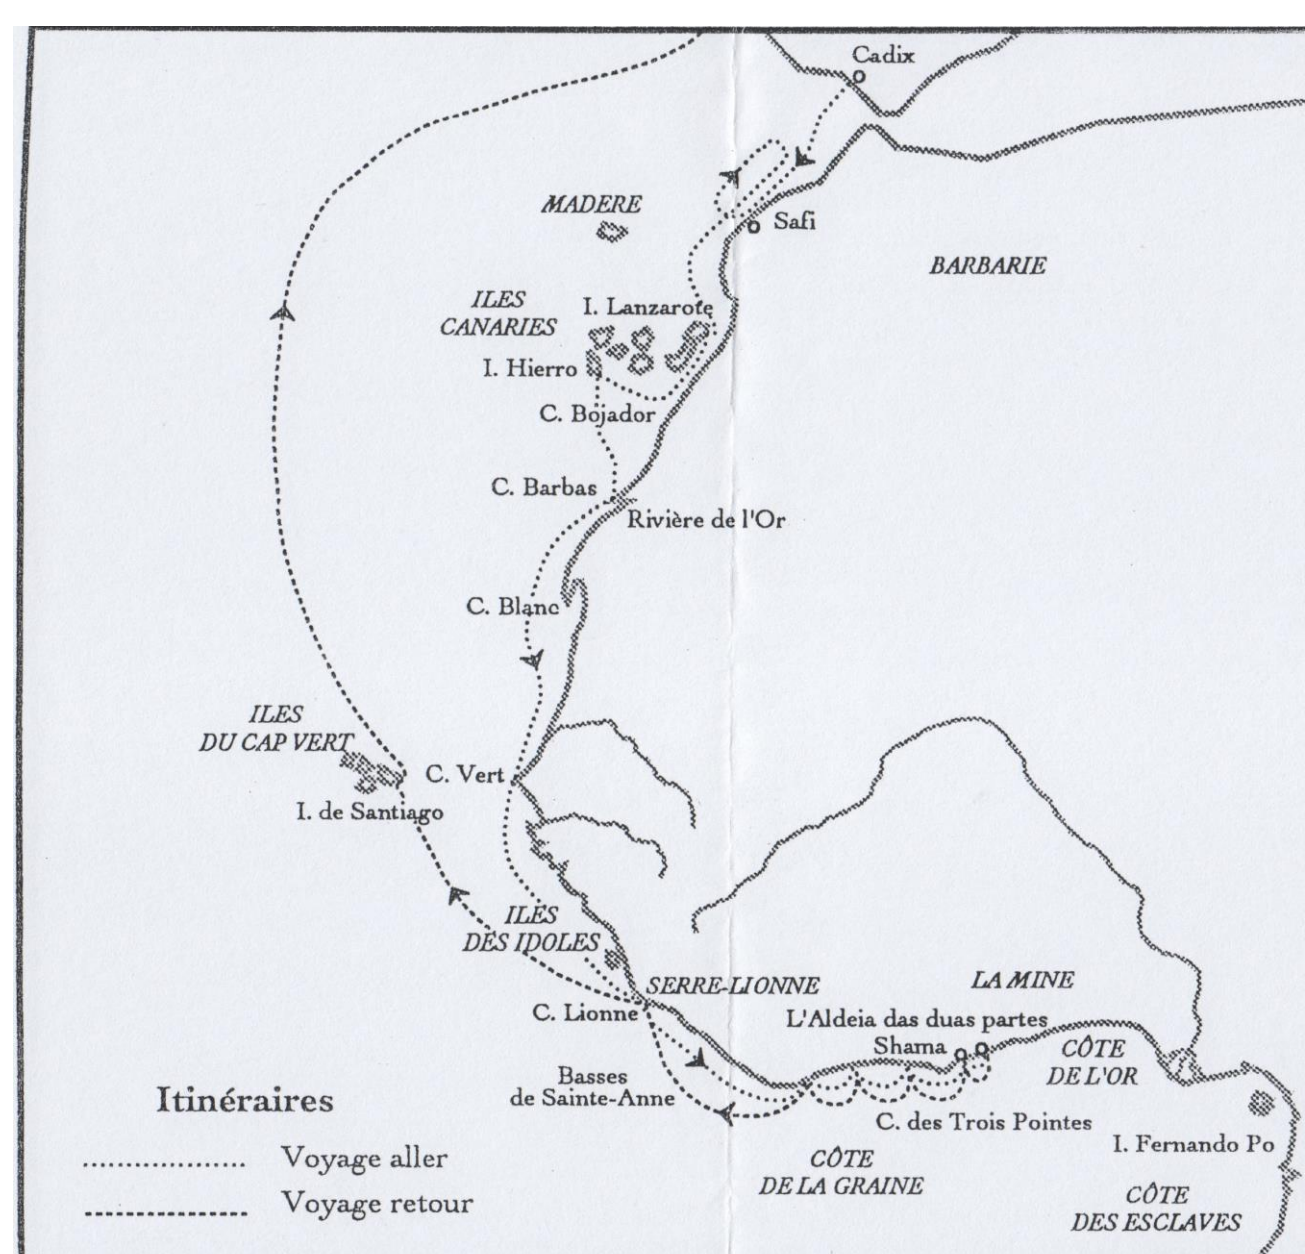 Cadix
MADERE
Safi
BARBARIE
ILES
CANARIES
I. Lanzarote
I. Hierro
C. Bojador
C. Barbas
Rivière de l'Or
C. Blanc
ILES
DU CAP VERT
C. Vert
I. de Santiago
ILES
DES IDOLES
SERRE-LIONNE
LA MINE
C. Lionne
L'Aldeia das duas partes
Shama
CÔTE
DE L'OR
Basses
de Sainte-Anne
C. des Trois Pointes
I. Fernando Po
CÔTE
DE LA GRAINE
CÔTE
DES ESCLAVES
Itinéraires
Voyage aller
Voyage retour